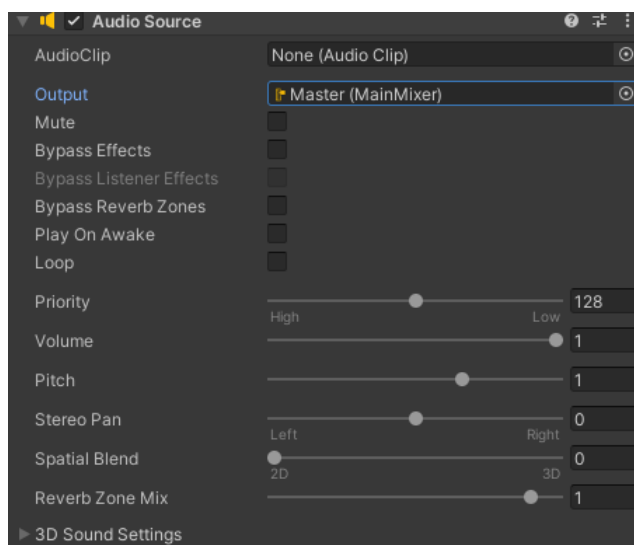 Audio Source
AudioClip None (Audio Clip)
Output Master (MainMixer)
Mute
Bypass Effects
Bypass Listener Effects
Bypass Reverb Zones
Play On Awake
Loop
Priority 128
High Low
Volume 1
Pitch 1
Stereo Pan 0
Left Right
Spatial Blend 0
2D 3D
Reverb Zone Mix 1
3D Sound Settings